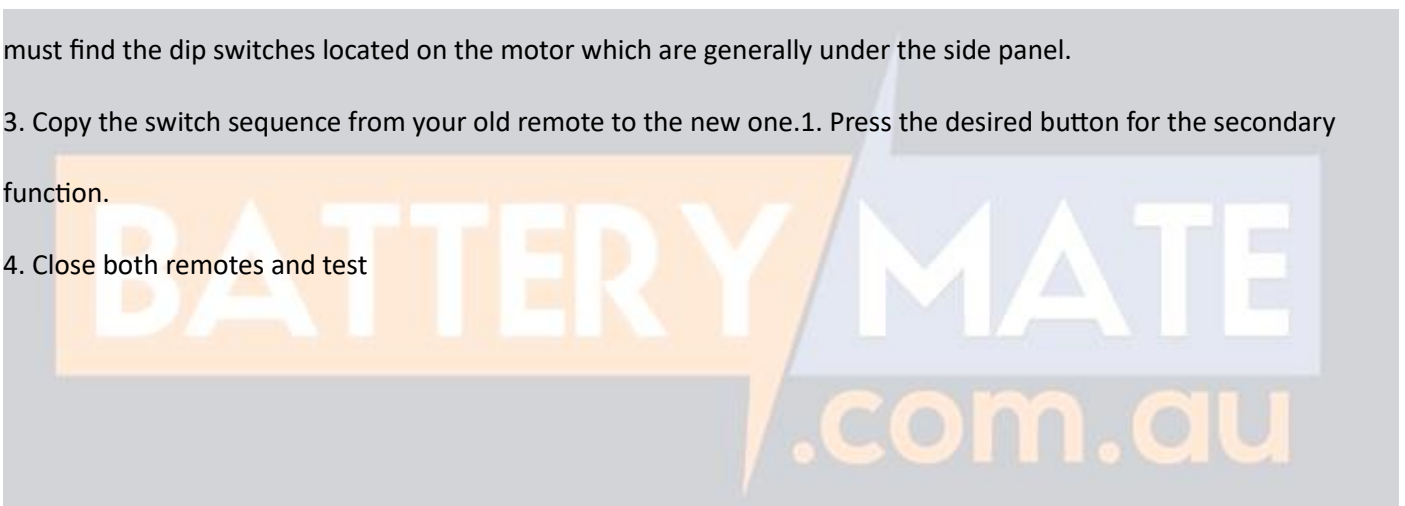 must find the dip switches located on the motor which are generally under the side panel.
3. Copy the switch sequence from your old remote to the new one.1. Press the desired button for the secondary
function.
4. Close both remotes and test
BATTERY MATE
.com.au